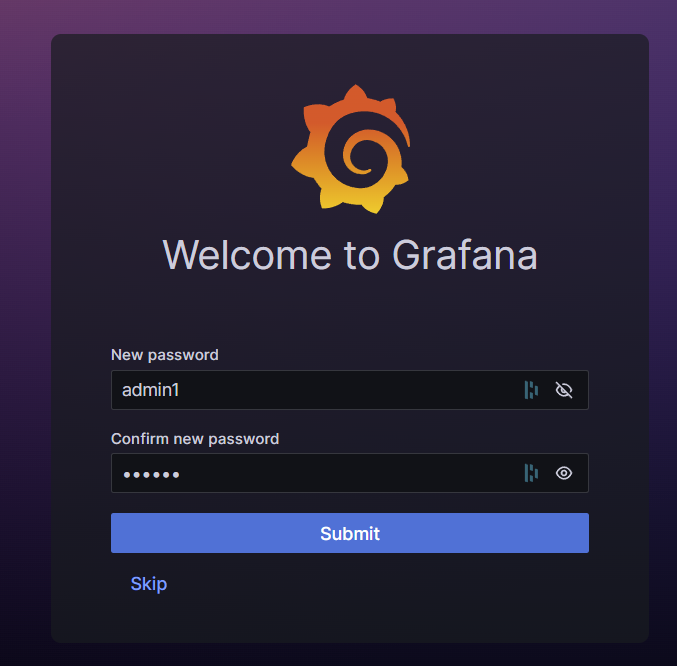 Welcome to Grafana
New password
admin1
Confirm new password
••••••
Submit
Skip